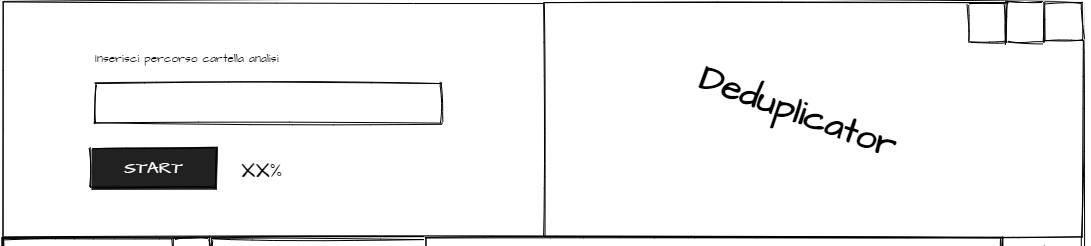 Inserisci percorso cartella analisi
START
XX%
Deduplicator